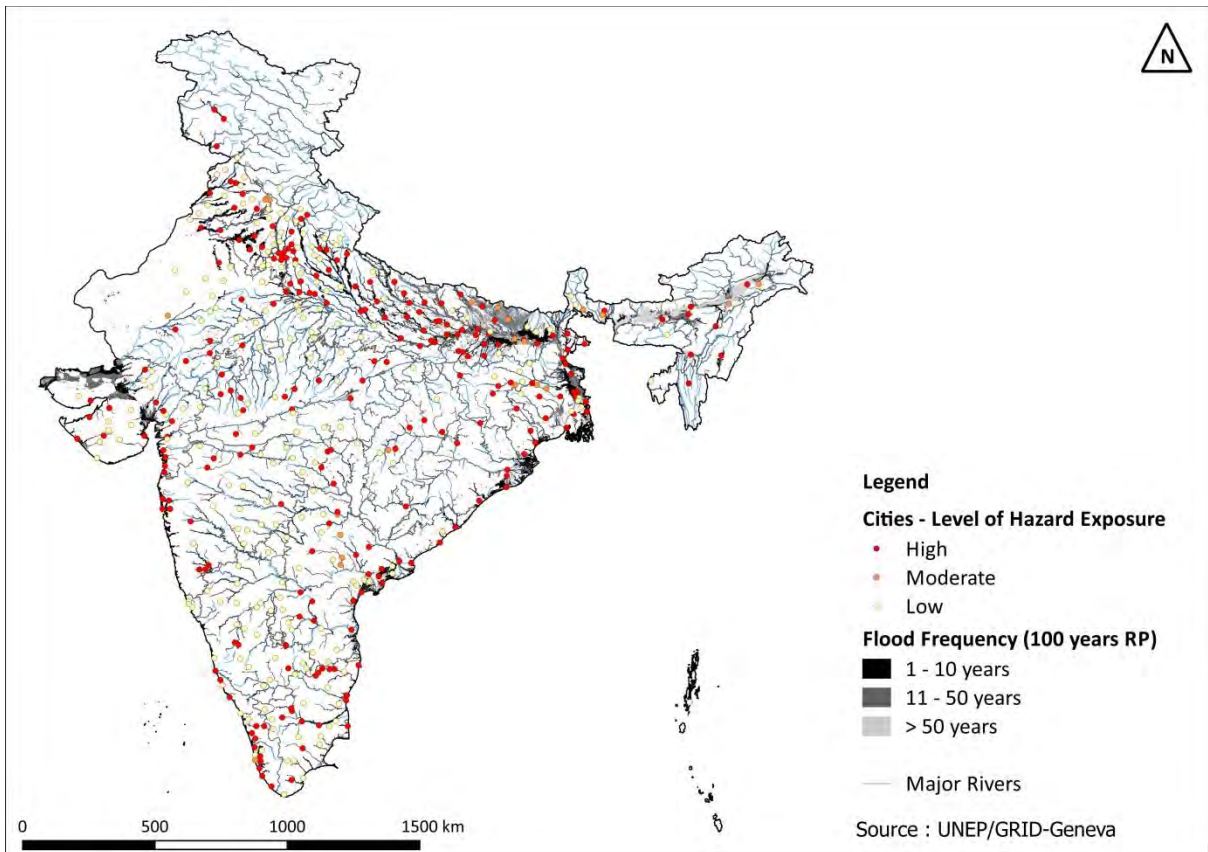 N
Legend
Cities - Level of Hazard Exposure
High
Moderate
Low
Flood Frequency (100 years RP)
1 - 10 years
11 - 50 years
> 50 years
Major Rivers
Source : UNEP/GRID-Geneva
0 500 1000 1500 km